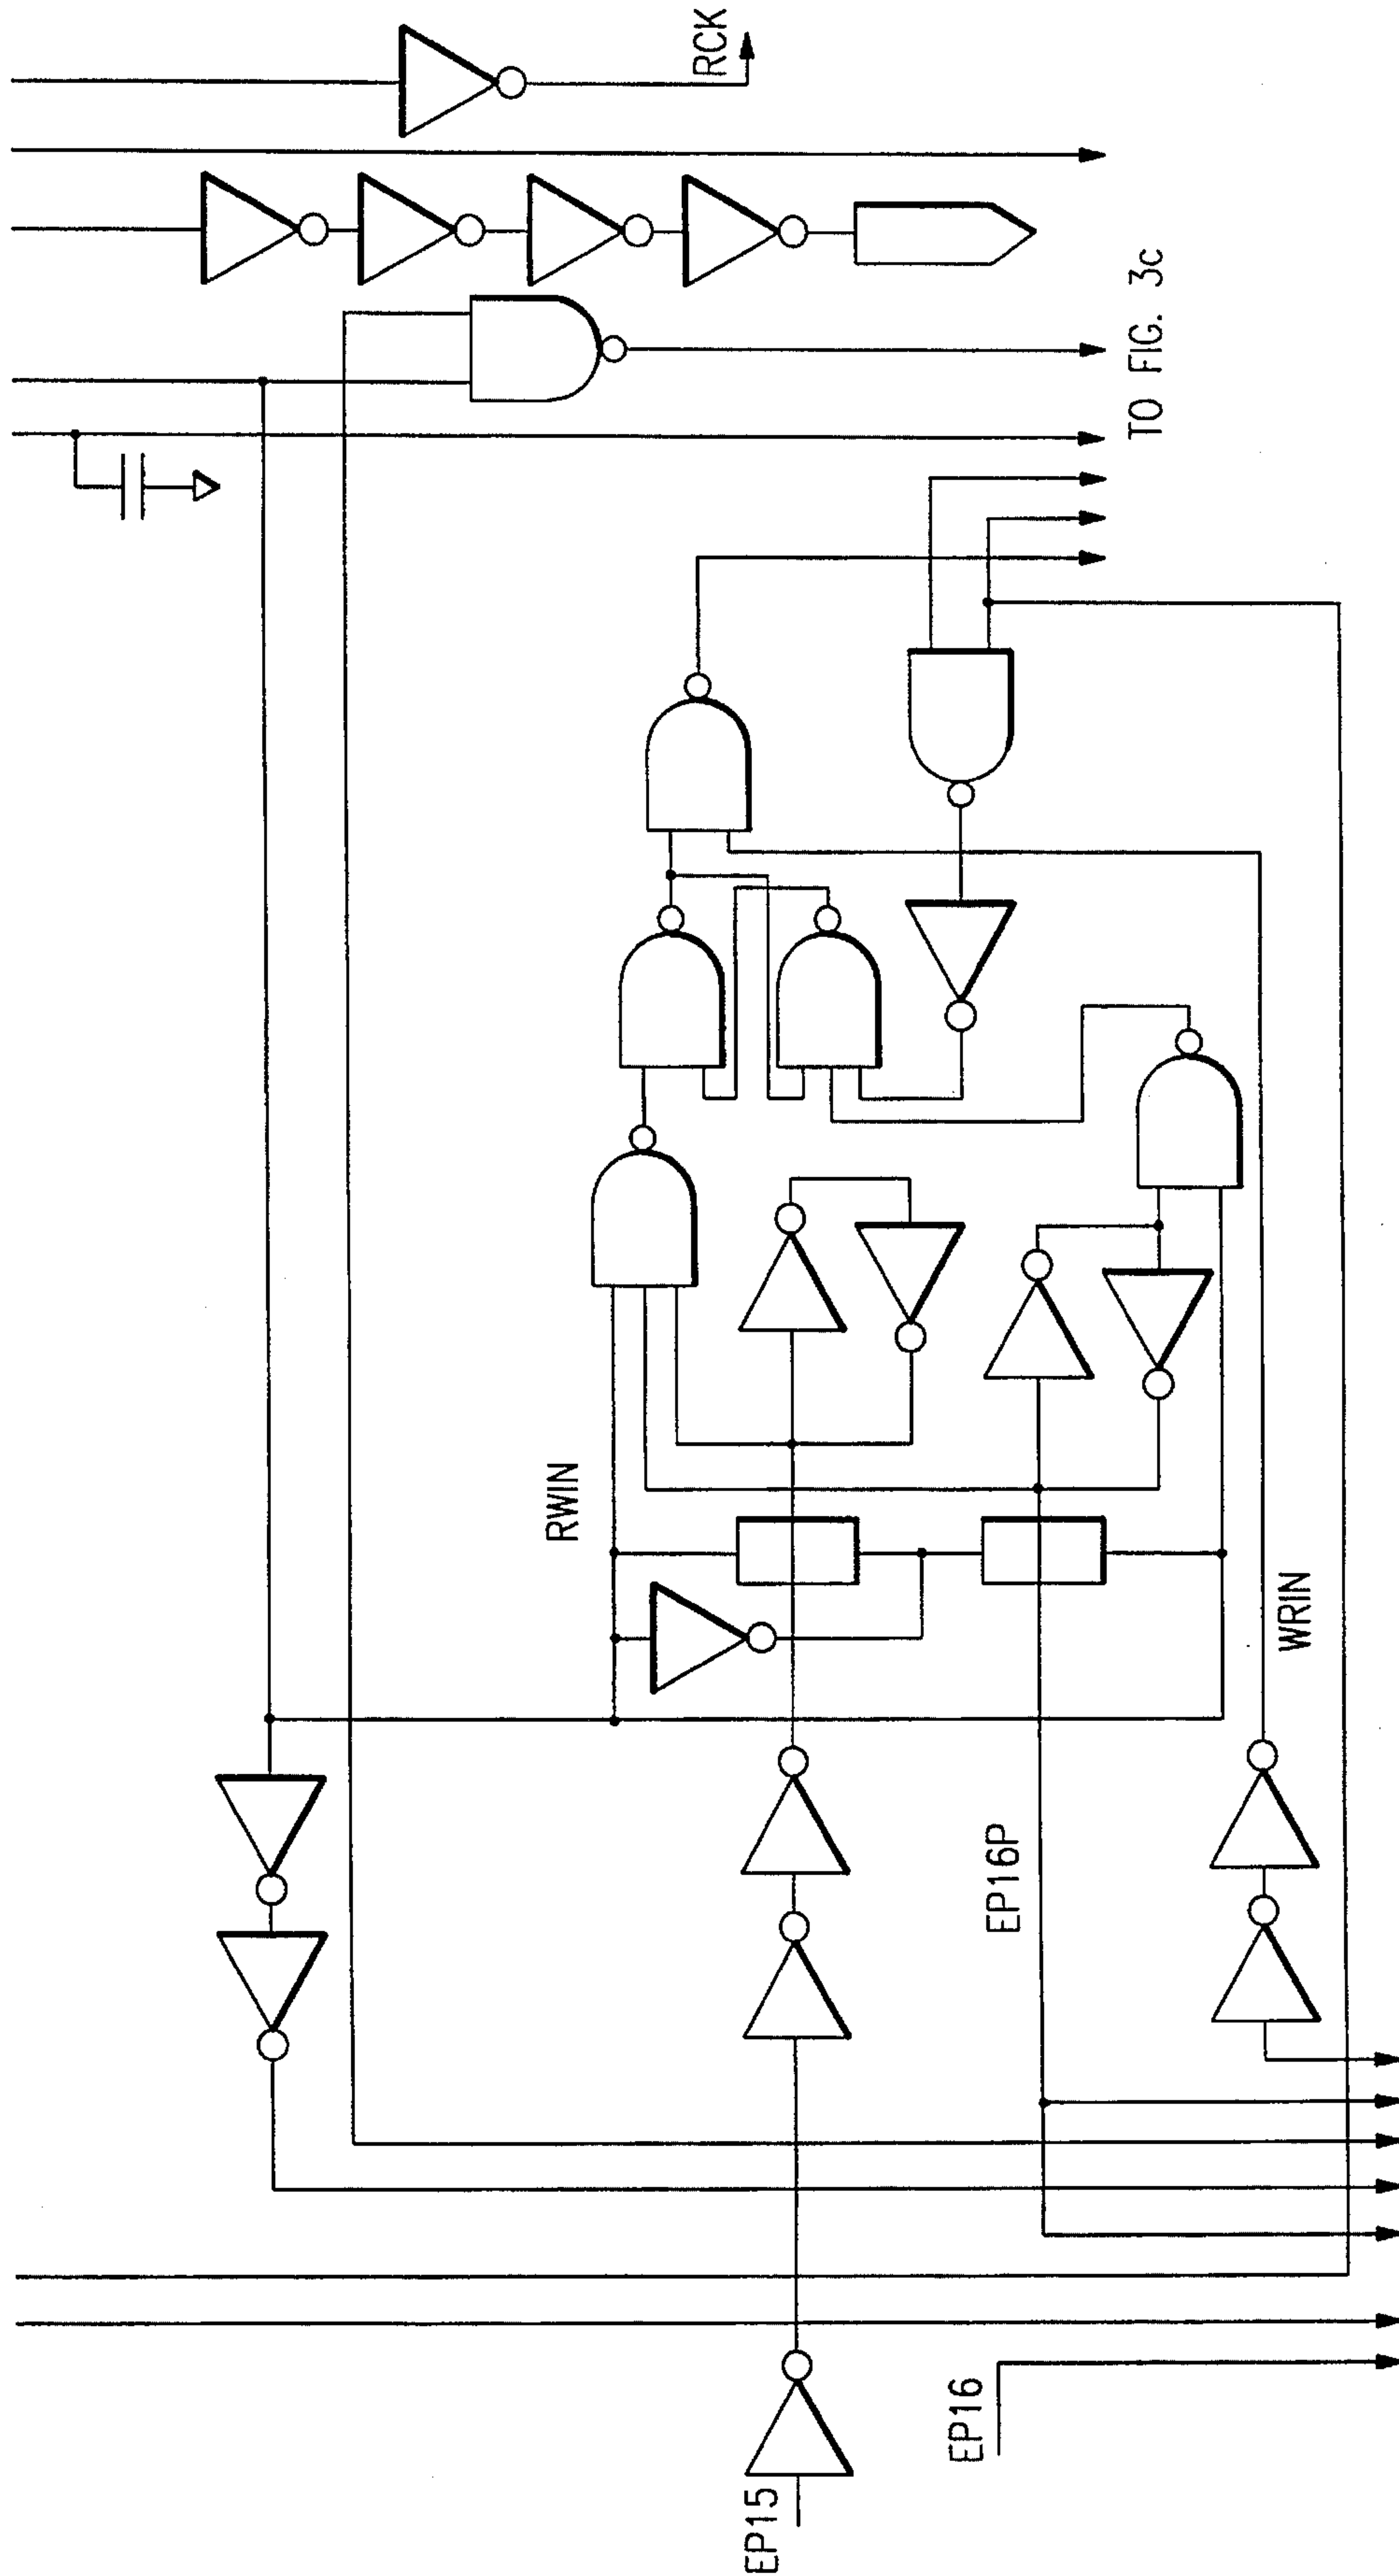 RCK
TO FIG. 3c
RWIN
WRIN
EP16P
EP16
EP15